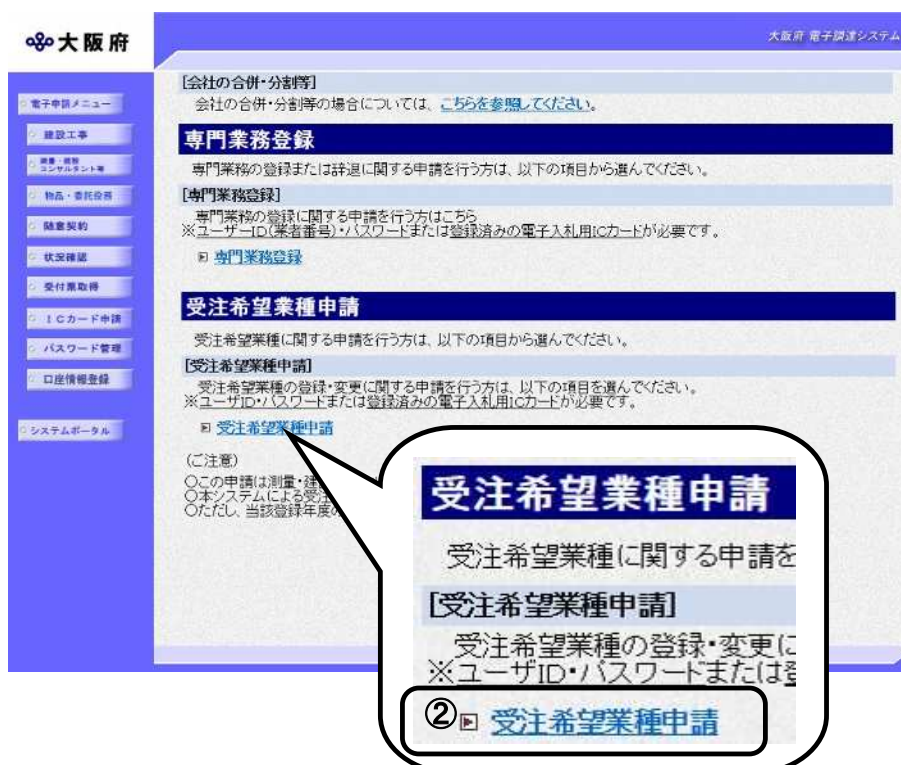 大阪府
大阪府 電子調達システム
[会社の合併・分割等]
会社の合併・分割等の場合については、こちらを参照してください。
電子申請メニュー
建設工事
測量・建設
コンサルタント等
物品・委託役務
随意契約
状況確認
受付票取得
ICカード申請
パスワード管理
口座情報登録
システムポータル
専門業務登録
専門業務の登録または辞退に関する申請を行う方は、以下の項目から選んでください。
[専門業務登録]
専門業務の登録に関する申請を行う方はこちら
※ユーザーID(業者番号)・パスワードまたは登録済みの電子入札用ICカードが必要です。
専門業務登録
受注希望業種申請
受注希望業種に関する申請を行う方は、以下の項目から選んでください。
[受注希望業種申請]
受注希望業種の登録・変更に関する申請を行う方は、以下の項目を選んでください。
※ユーザID・パスワードまたは登録済みの電子入札用ICカードが必要です。
受注希望業種申請
(ご注意)
○この申請は測量・建
○本システムによる受注
○ただし、当該登録年度の
受注希望業種申請
受注希望業種に関する申請を
[受注希望業種申請]
受注希望業種の登録・変更に
※ユーザID・パスワードまたは登
② 受注希望業種申請